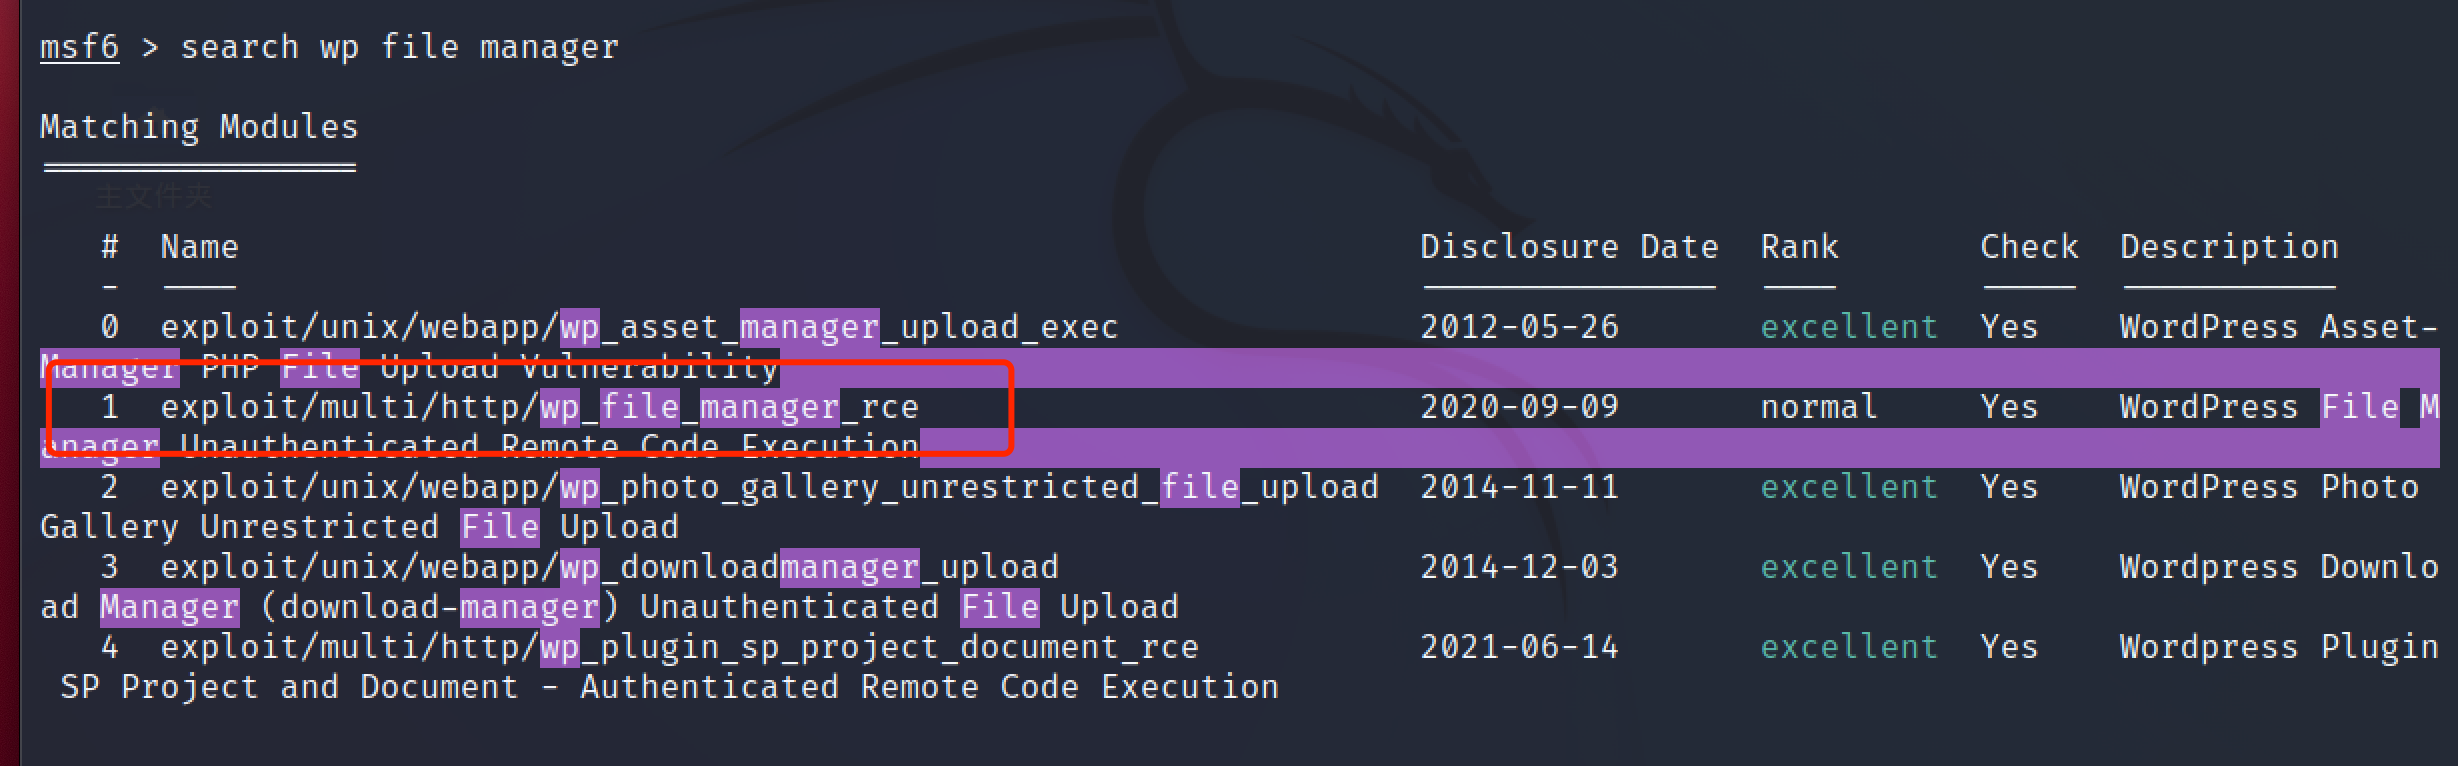 msf6 > search wp file manager
Matching Modules
================
主文件夹
#  Name                                                           Disclosure Date  Rank       Check  Description
-  ----                                                           ---------------  ----       -----  -----------
0  exploit/unix/webapp/wp_asset_manager_upload_exec               2012-05-26       excellent  Yes    WordPress Asset-
Manager PHP File Upload Vulnerability
1  exploit/multi/http/wp_file_manager_rce                         2020-09-09       normal     Yes    WordPress File M
anager Unauthenticated Remote Code Execution
2  exploit/unix/webapp/wp_photo_gallery_unrestricted_file_upload  2014-11-11       excellent  Yes    WordPress Photo
Gallery Unrestricted File Upload
3  exploit/unix/webapp/wp_downloadmanager_upload                  2014-12-03       excellent  Yes    Wordpress Downlo
ad Manager (download-manager) Unauthenticated File Upload
4  exploit/multi/http/wp_plugin_sp_project_document_rce           2021-06-14       excellent  Yes    Wordpress Plugin
SP Project and Document - Authenticated Remote Code Execution